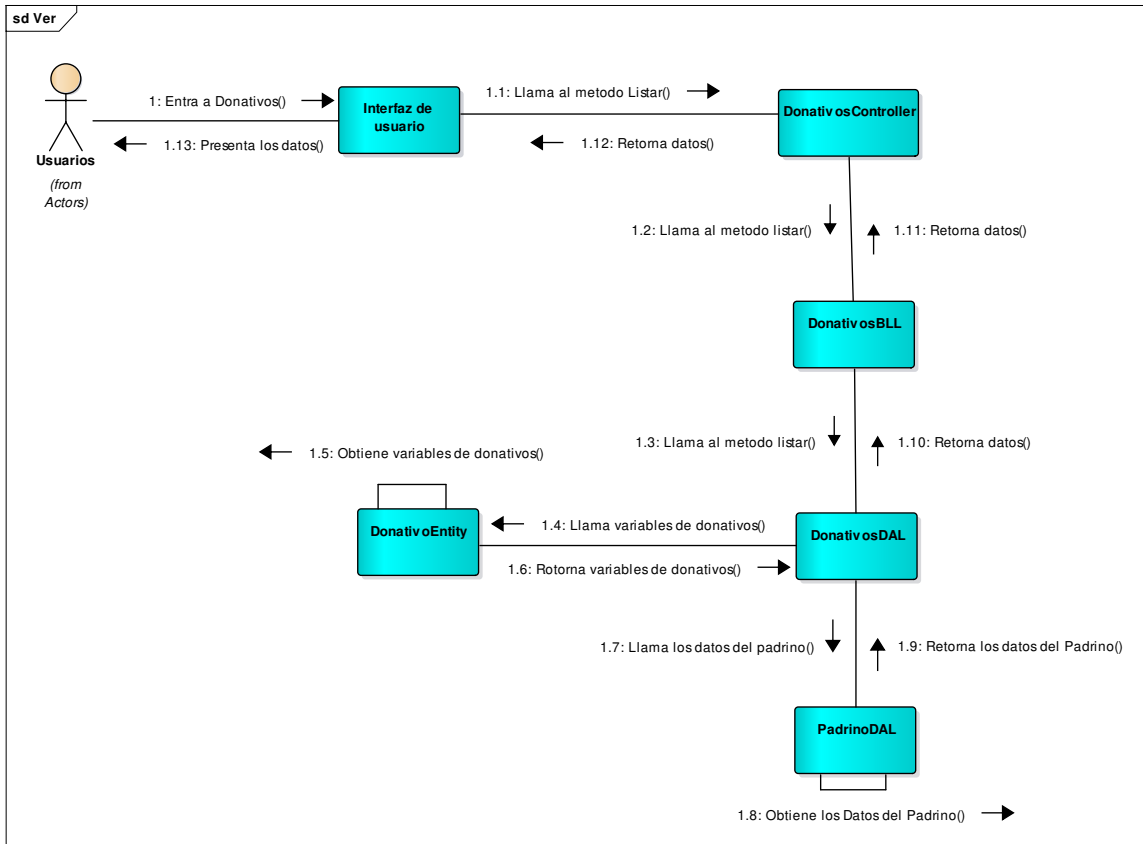 sd Ver
1: Entra a Donativos()
1.13: Presenta los datos()
Usuarios
(from
Actors)
Interfaz de
usuario
1.1: Llama al metodo Listar()
1.12: Retorna datos()
DonativosController
1.2: Llama al metodo listar()
1.11: Retorna datos()
DonativosBLL
1.3: Llama al metodo listar()
1.10: Retorna datos()
1.5: Obtiene variables de donativos()
DonativoEntity
1.4: Llama variables de donativos()
1.6: Rotorna variables de donativos()
DonativosDAL
1.7: Llama los datos del padrino()
1.9: Retorna los datos del Padrino()
PadrinoDAL
1.8: Obtiene los Datos del Padrino()